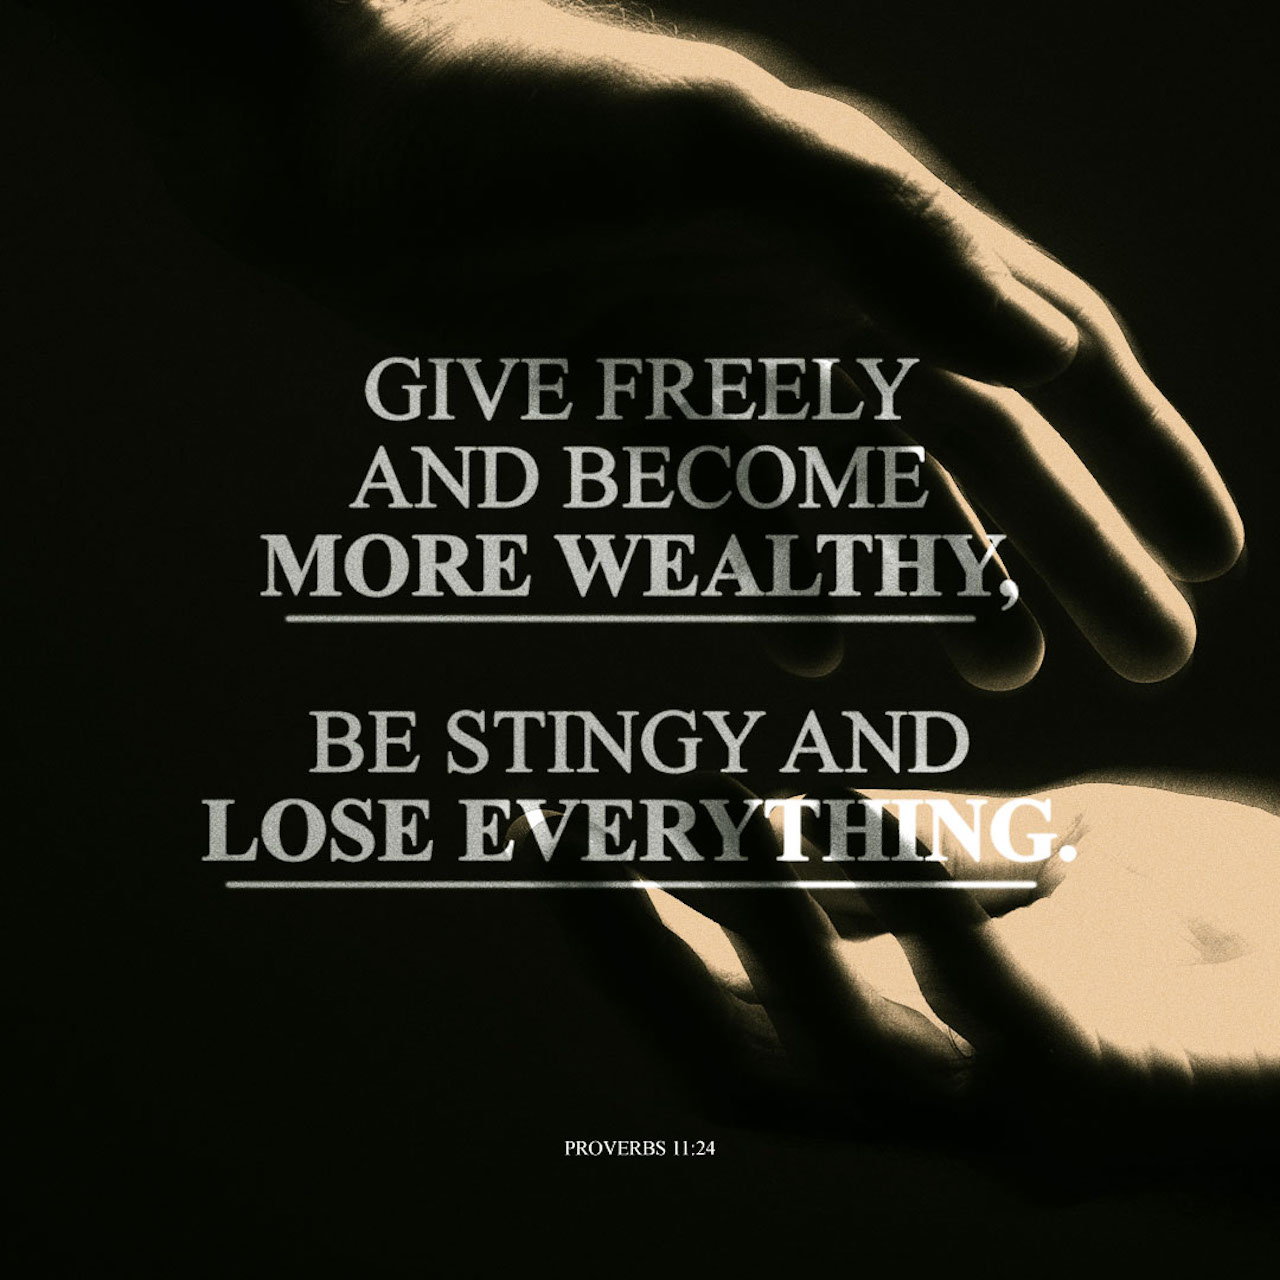 GIVE FREELY
AND BECOME
MORE WEALTHY,
BE STINGY AND
LOSE EVERYTHING.
PROVERBS 11:24